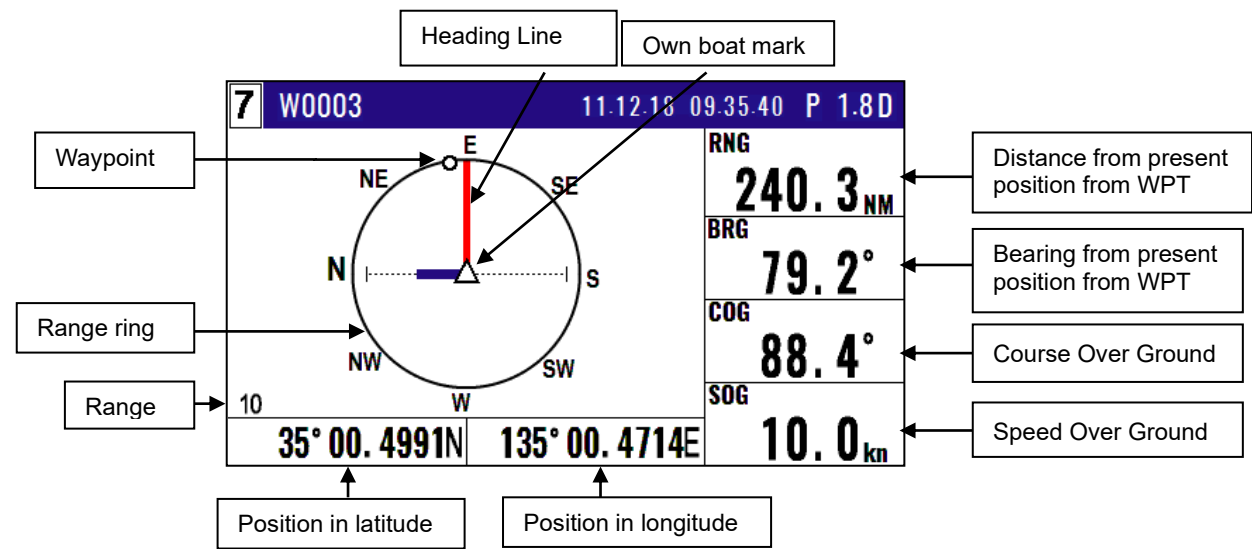 Heading Line
Own boat mark
7 W0003 11-12-18 09-35-40 P 1.8D
Waypoint
E
NE
SE
N
S
NW
SW
W
Range ring
Range
10
RNG
240.3NM
Distance from present
position from WPT
BRG
79.2°
Bearing from present
position from WPT
COG
88.4°
Course Over Ground
SOG
10.0kn
Speed Over Ground
35°00.4991N 135°00.4714E
Position in latitude
Position in longitude